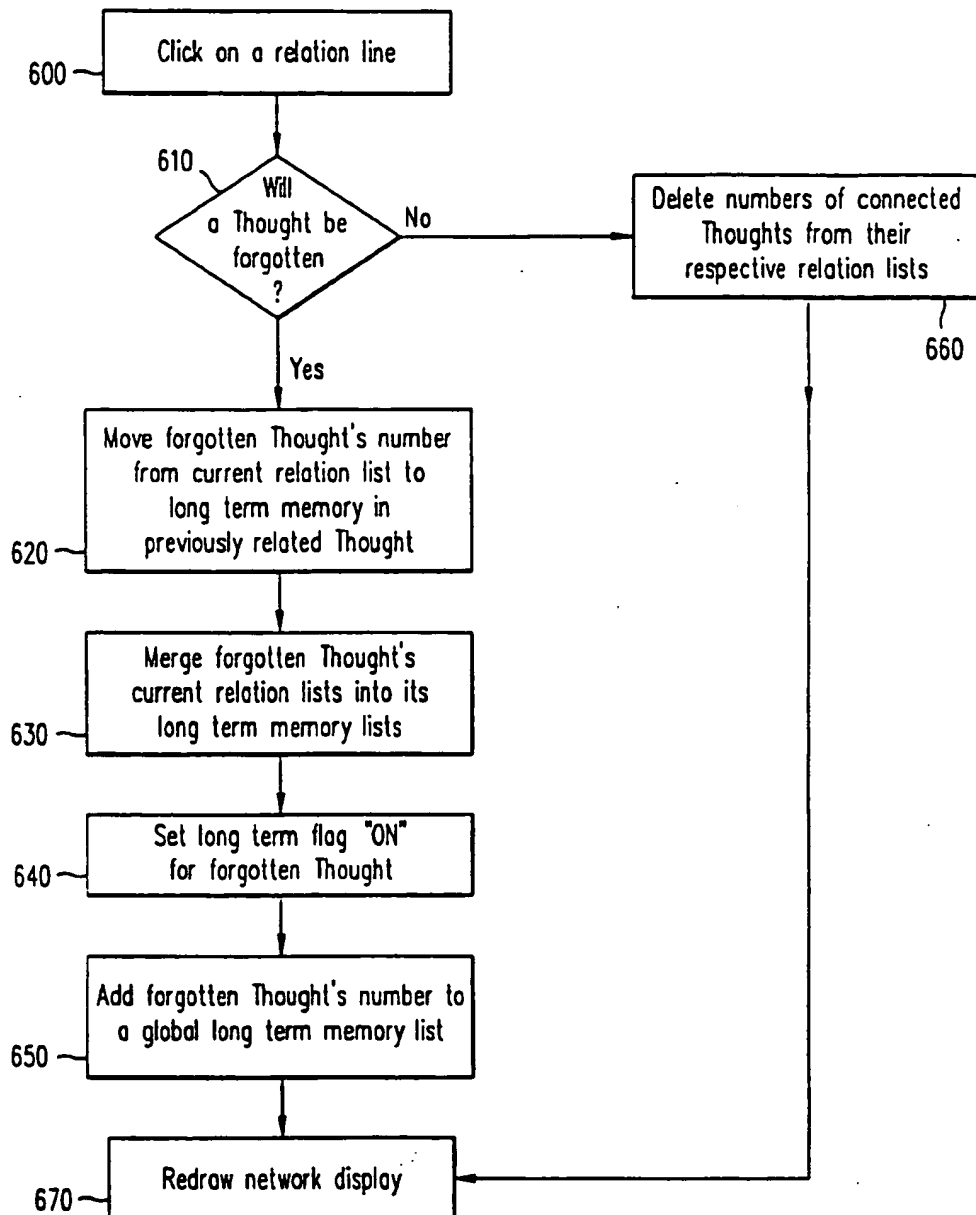 Click on a relation line
600
610
Will
a Thought be
forgotten
?
No
Delete numbers of connected
Thoughts from their
respective relation lists
660
Yes
Move forgotten Thought's number
from current relation list to
long term memory in
previously related Thought
620
Merge forgotten Thought's
current relation lists into its
long term memory lists
630
Set long term flag "ON"
for forgotten Thought
640
Add forgotten Thought's number to
a global long term memory list
650
Redraw network display
670